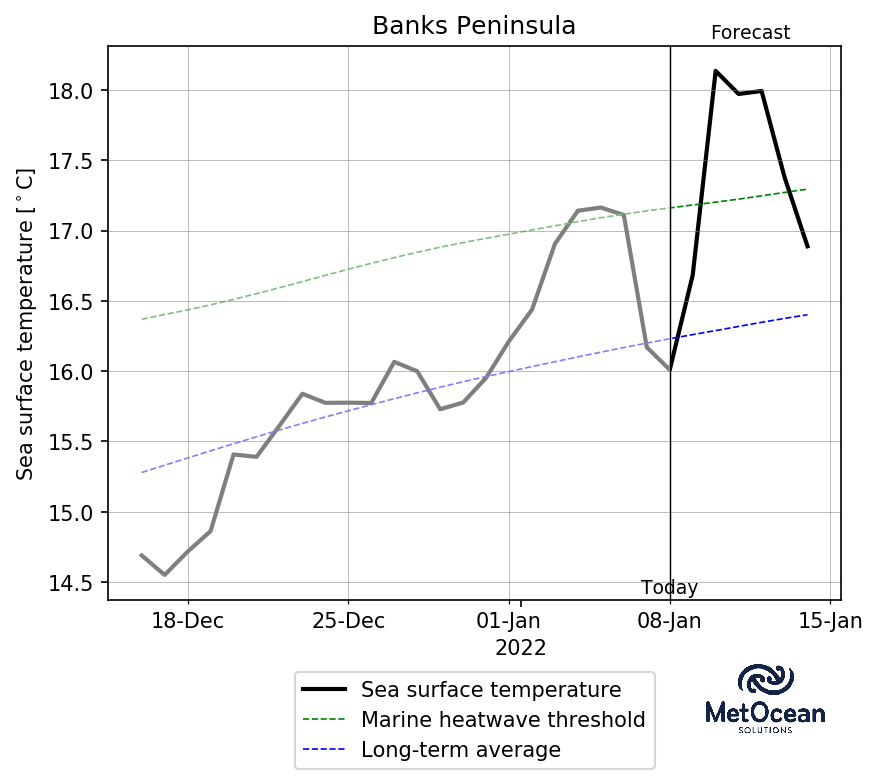 Banks Peninsula
Forecast
Sea surface temperature [°C]
18.0
17.5
17.0
16.5
16.0
15.5
15.0
14.5
Today
18-Dec 25-Dec 01-Jan 08-Jan 15-Jan
2022
Sea surface temperature
Marine heatwave threshold
Long-term average
MetOcean
SOLUTIONS